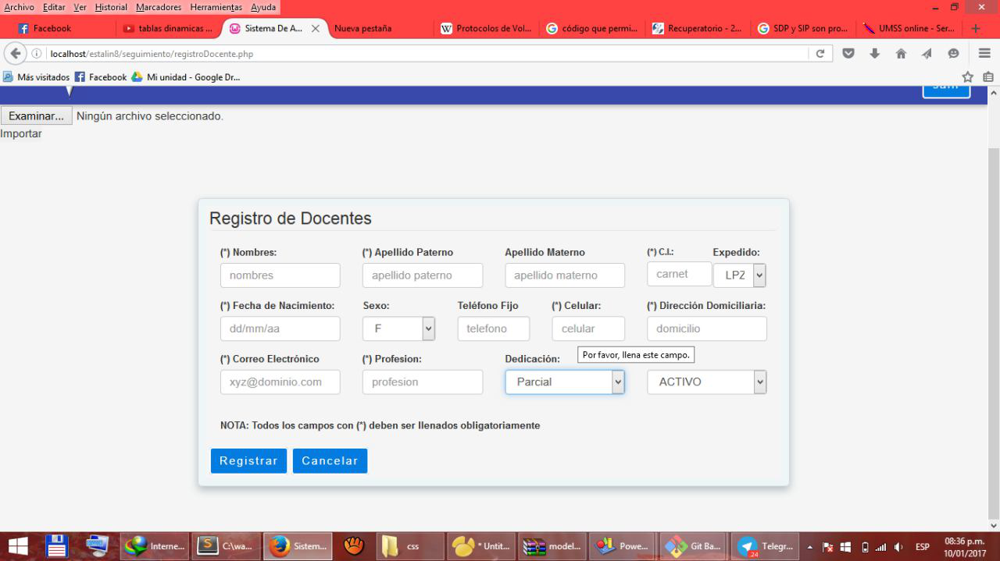 Archivo Editar Ver Historial Marcadores Herramientas Ayuda
Facebook tablas dinamicas ... Sistema De A... Nueva pestaña Protocolos de Vol... código que permi... Recuperatorio - 2... SDP y SIP son pro... UMSS online - Ser...
localhost/estalin8/seguimiento/registroDocente.php
Más visitados Facebook Mi unidad - Google Dr...
Salir
Examinar... Ningún archivo seleccionado.
Importar
Registro de Docentes
(*) Nombres: (*) Apellido Paterno Apellido Materno (*) C.I.: Expedido:
nombres apellido paterno apellido materno carnet LPZ
(*) Fecha de Nacimiento: Sexo: Teléfono Fijo (*) Celular: (*) Dirección Domiciliaria:
dd/mm/aa F telefono celular domicilio
Por favor, llena este campo.
(*) Correo Electrónico (*) Profesion: Dedicación:
xyz@dominio.com profesion Parcial ACTIVO
NOTA: Todos los campos con (*) deben ser llenados obligatoriamente
Registrar Cancelar
Interne... C:\wa... Sistem... css * Untit... model... Powe... Git Ba... 24 Telegr... ESP 08:36 p.m.
10/01/2017